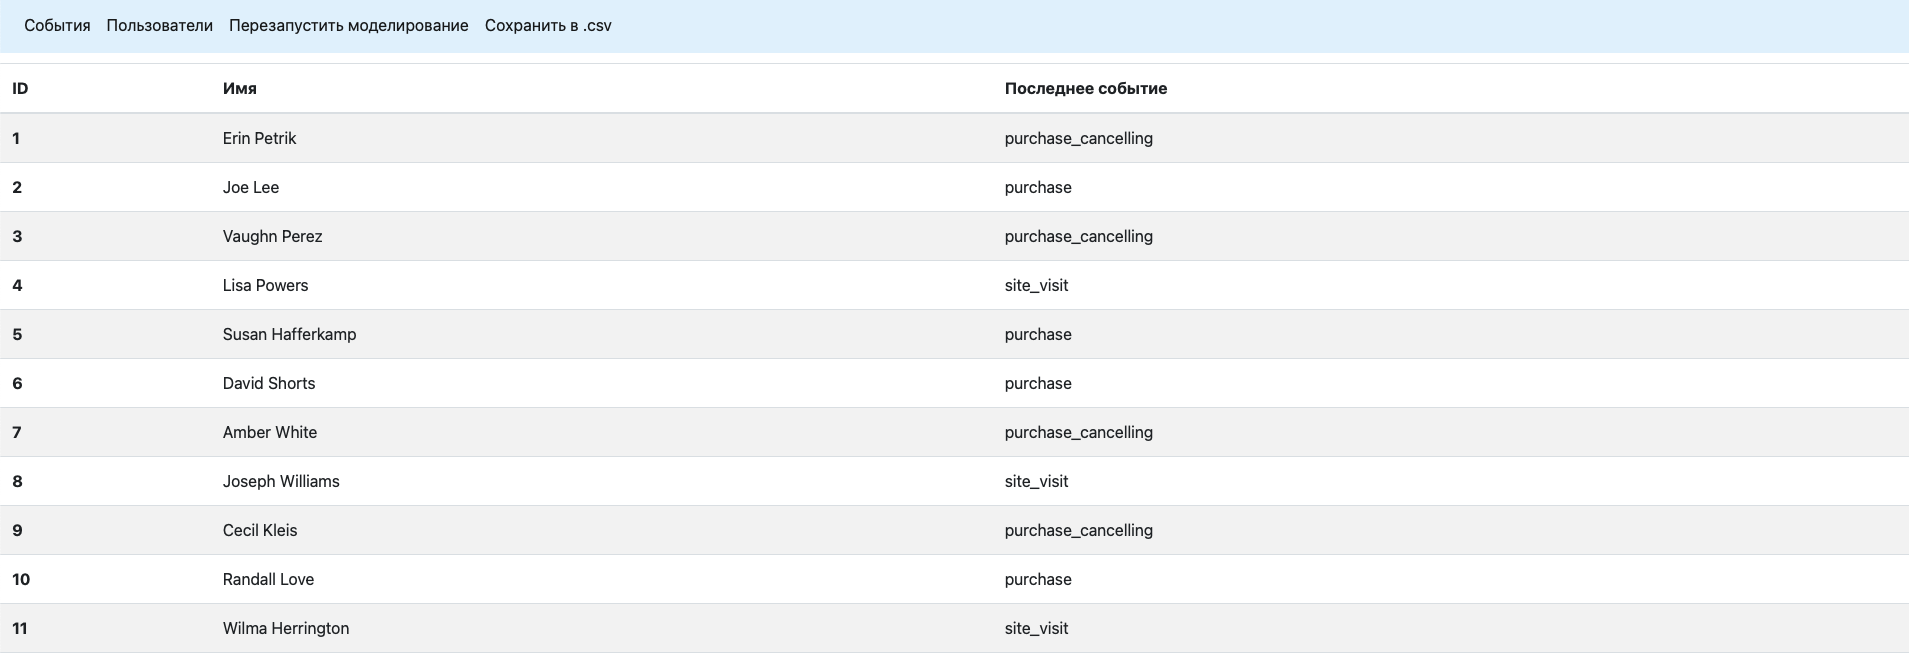 События Пользователи Перезапустить моделирование Сохранить в .csv
ID Имя Последнее событие
1 Erin Petrik purchase_cancelling
2 Joe Lee purchase
3 Vaughn Perez purchase_cancelling
4 Lisa Powers site_visit
5 Susan Hafferkamp purchase
6 David Shorts purchase
7 Amber White purchase_cancelling
8 Joseph Williams site_visit
9 Cecil Kleis purchase_cancelling
10 Randall Love purchase
11 Wilma Herrington site_visit